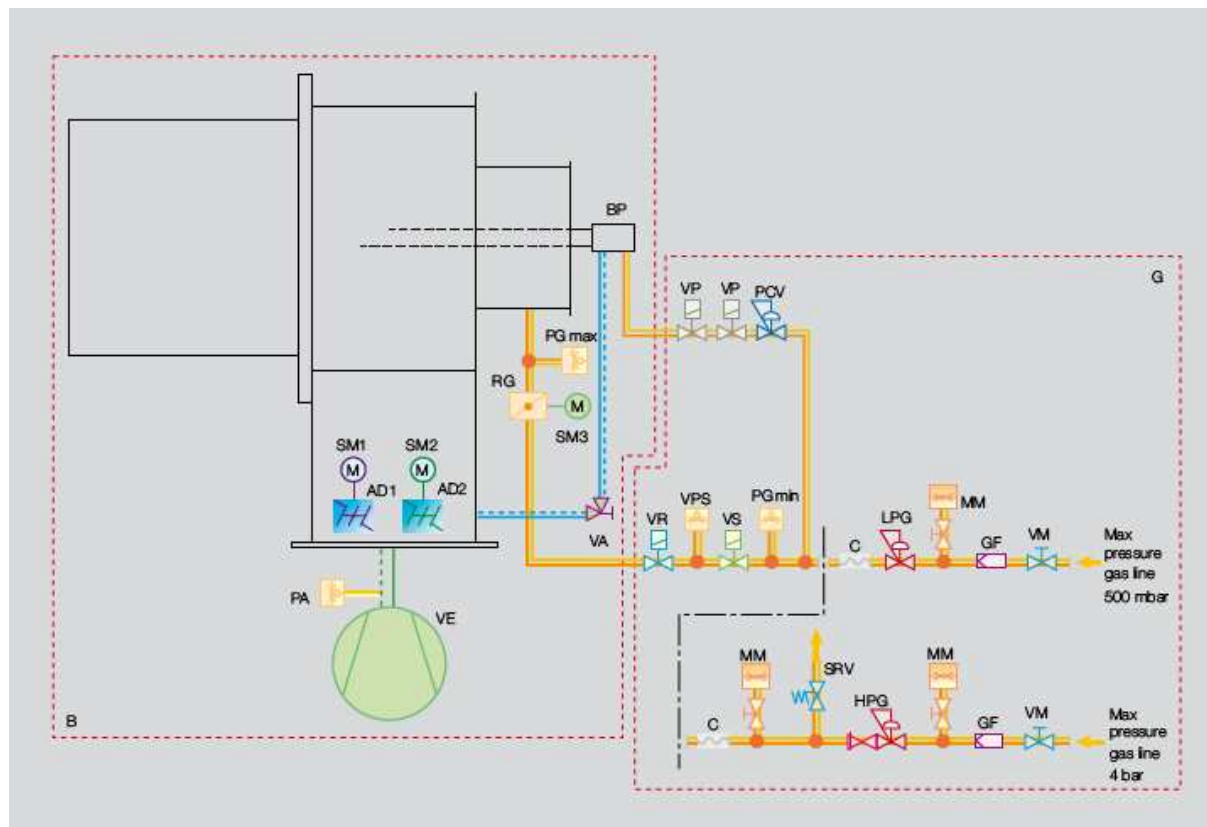 BP
G
VP VP PCV
PG max
RG
M
SM3
SM1 SM2
M M
AD1 AD2
VA
VR VPS VS PG min
C LPG MM GF VM
Max
pressure
gas line
500 mbar
PA
VE
MM SRV MM
HPG
C GF VM
Max
pressure
gas line
4 bar
B